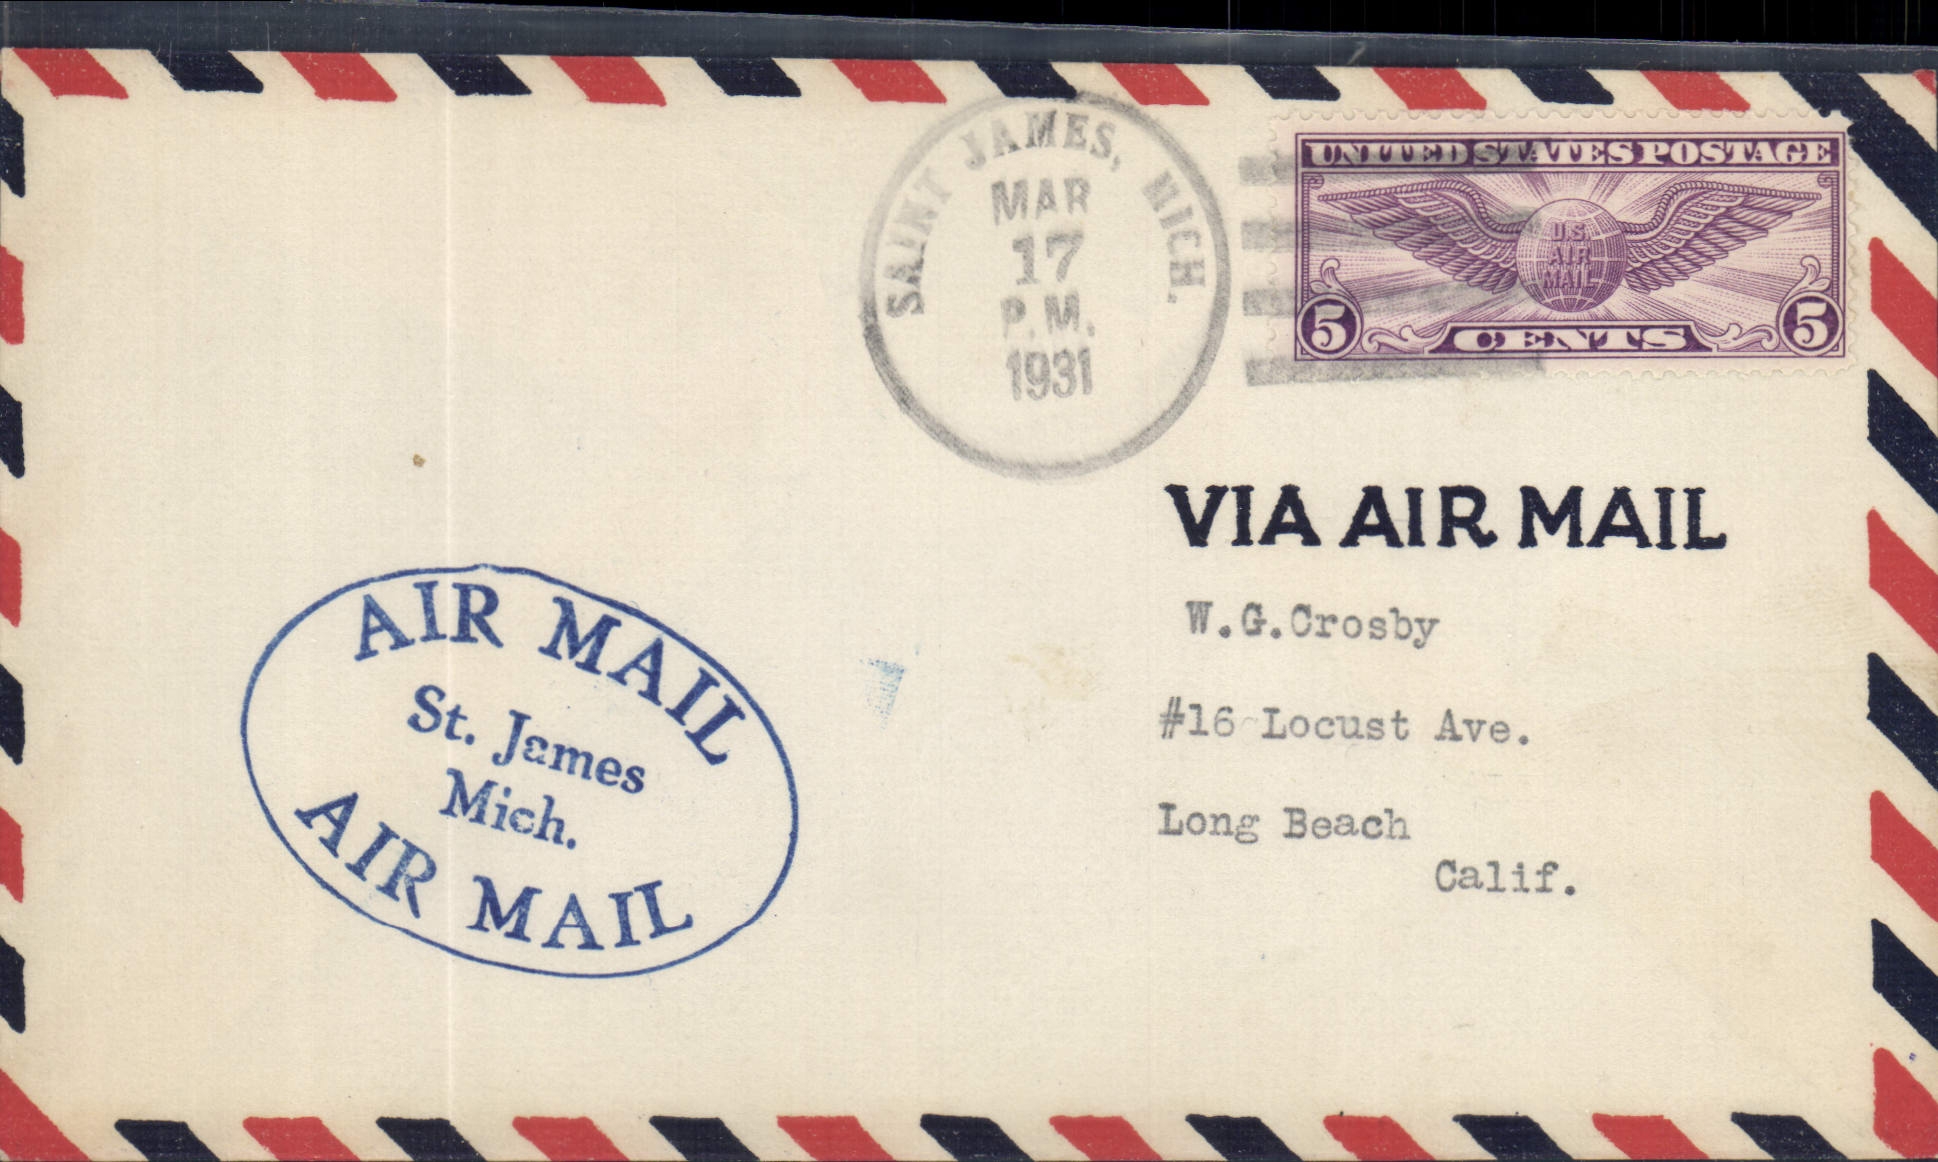 SAINT JAMES, MICH.
MAR
17
P.M.
1931
UNITED STATES POSTAGE
U.S.
AIR
MAIL
5 CENTS 5
VIA AIR MAIL
W.G.Crosby
#16 Locust Ave.
Long Beach
Calif.
AIR MAIL
St. James
Mich.
AIR MAIL